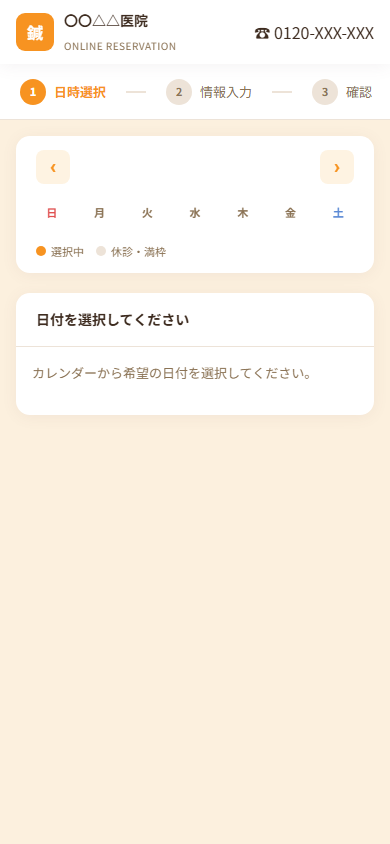 鍼
〇〇△△医院
ONLINE RESERVATION
☎ 0120-XXX-XXX
1 日時選択
2 情報入力
3 確認
‹ ›
日 月 火 水 木 金 土
選択中 休診・満枠
日付を選択してください
カレンダーから希望の日付を選択してください。